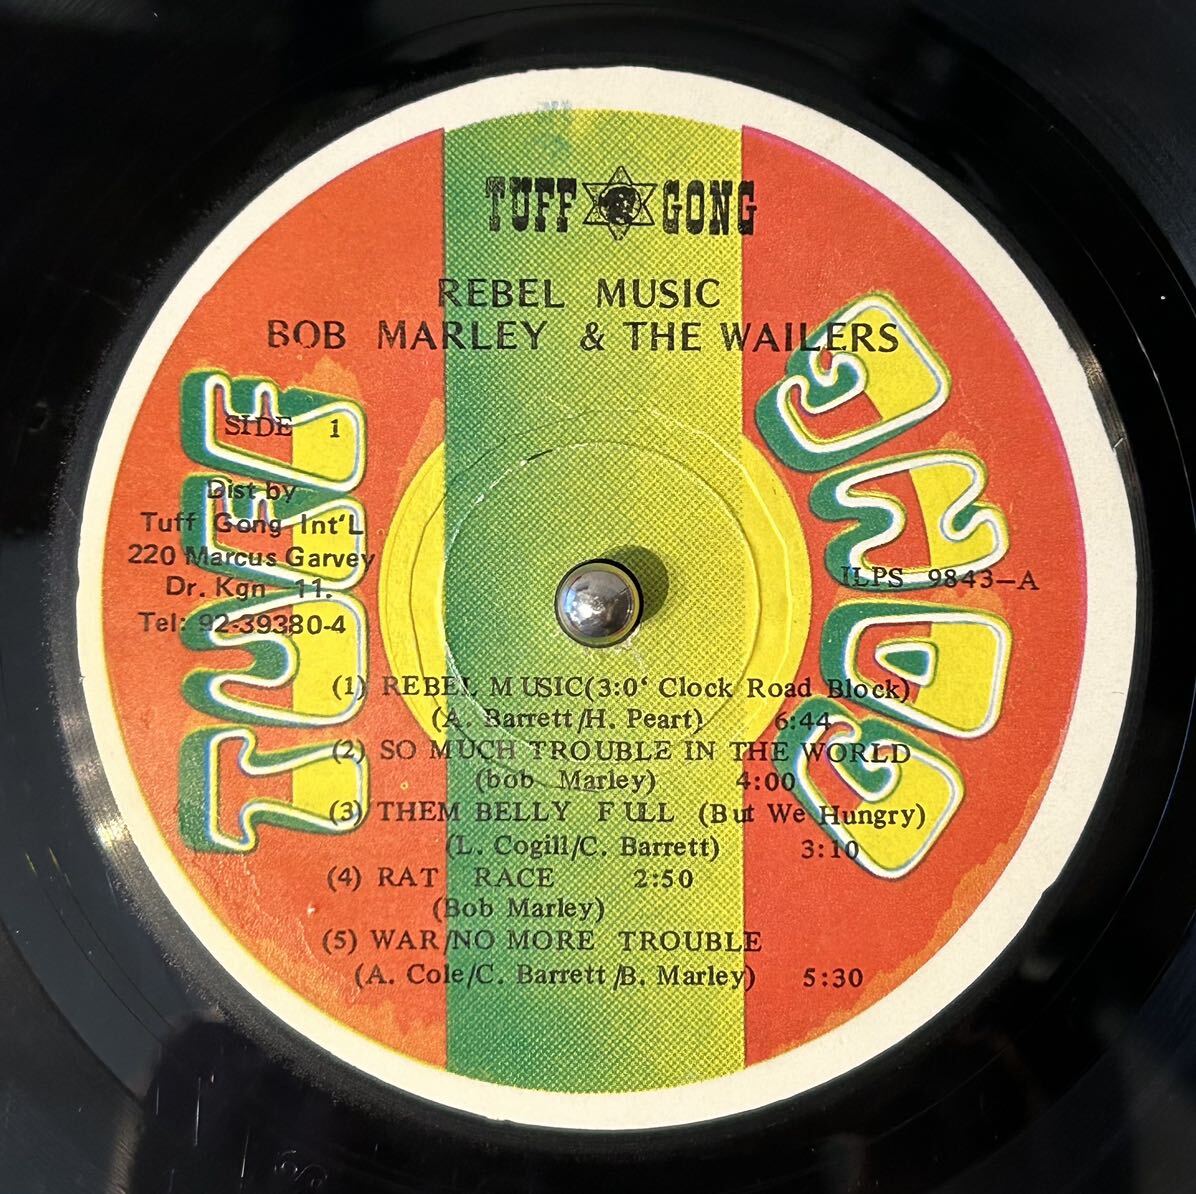 TUFF GONG
REBEL MUSIC
BOB MARLEY & THE WAILERS
TUFF
GONG
SIDE 1
Dist by
Tuff Gong Int'L
220 Marcus Garvey
Dr. Kgn 11.
Tel: 92-39380-4
ILPS 9843-A
(1) REBEL MUSIC(3:0‘ Clock Road Block)
(A. Barrett/H. Peart) 6:44
(2) SO MUCH TROUBLE IN THE WORLD
(bob Marley) 4:00
(3) THEM BELLY FULL (But We Hungry)
(L. Cogill/C. Barrett) 3:10
(4) RAT RACE 2:50
(Bob Marley)
(5) WAR/NO MORE TROUBLE
(A. Cole/C. Barrett/B. Marley) 5:30